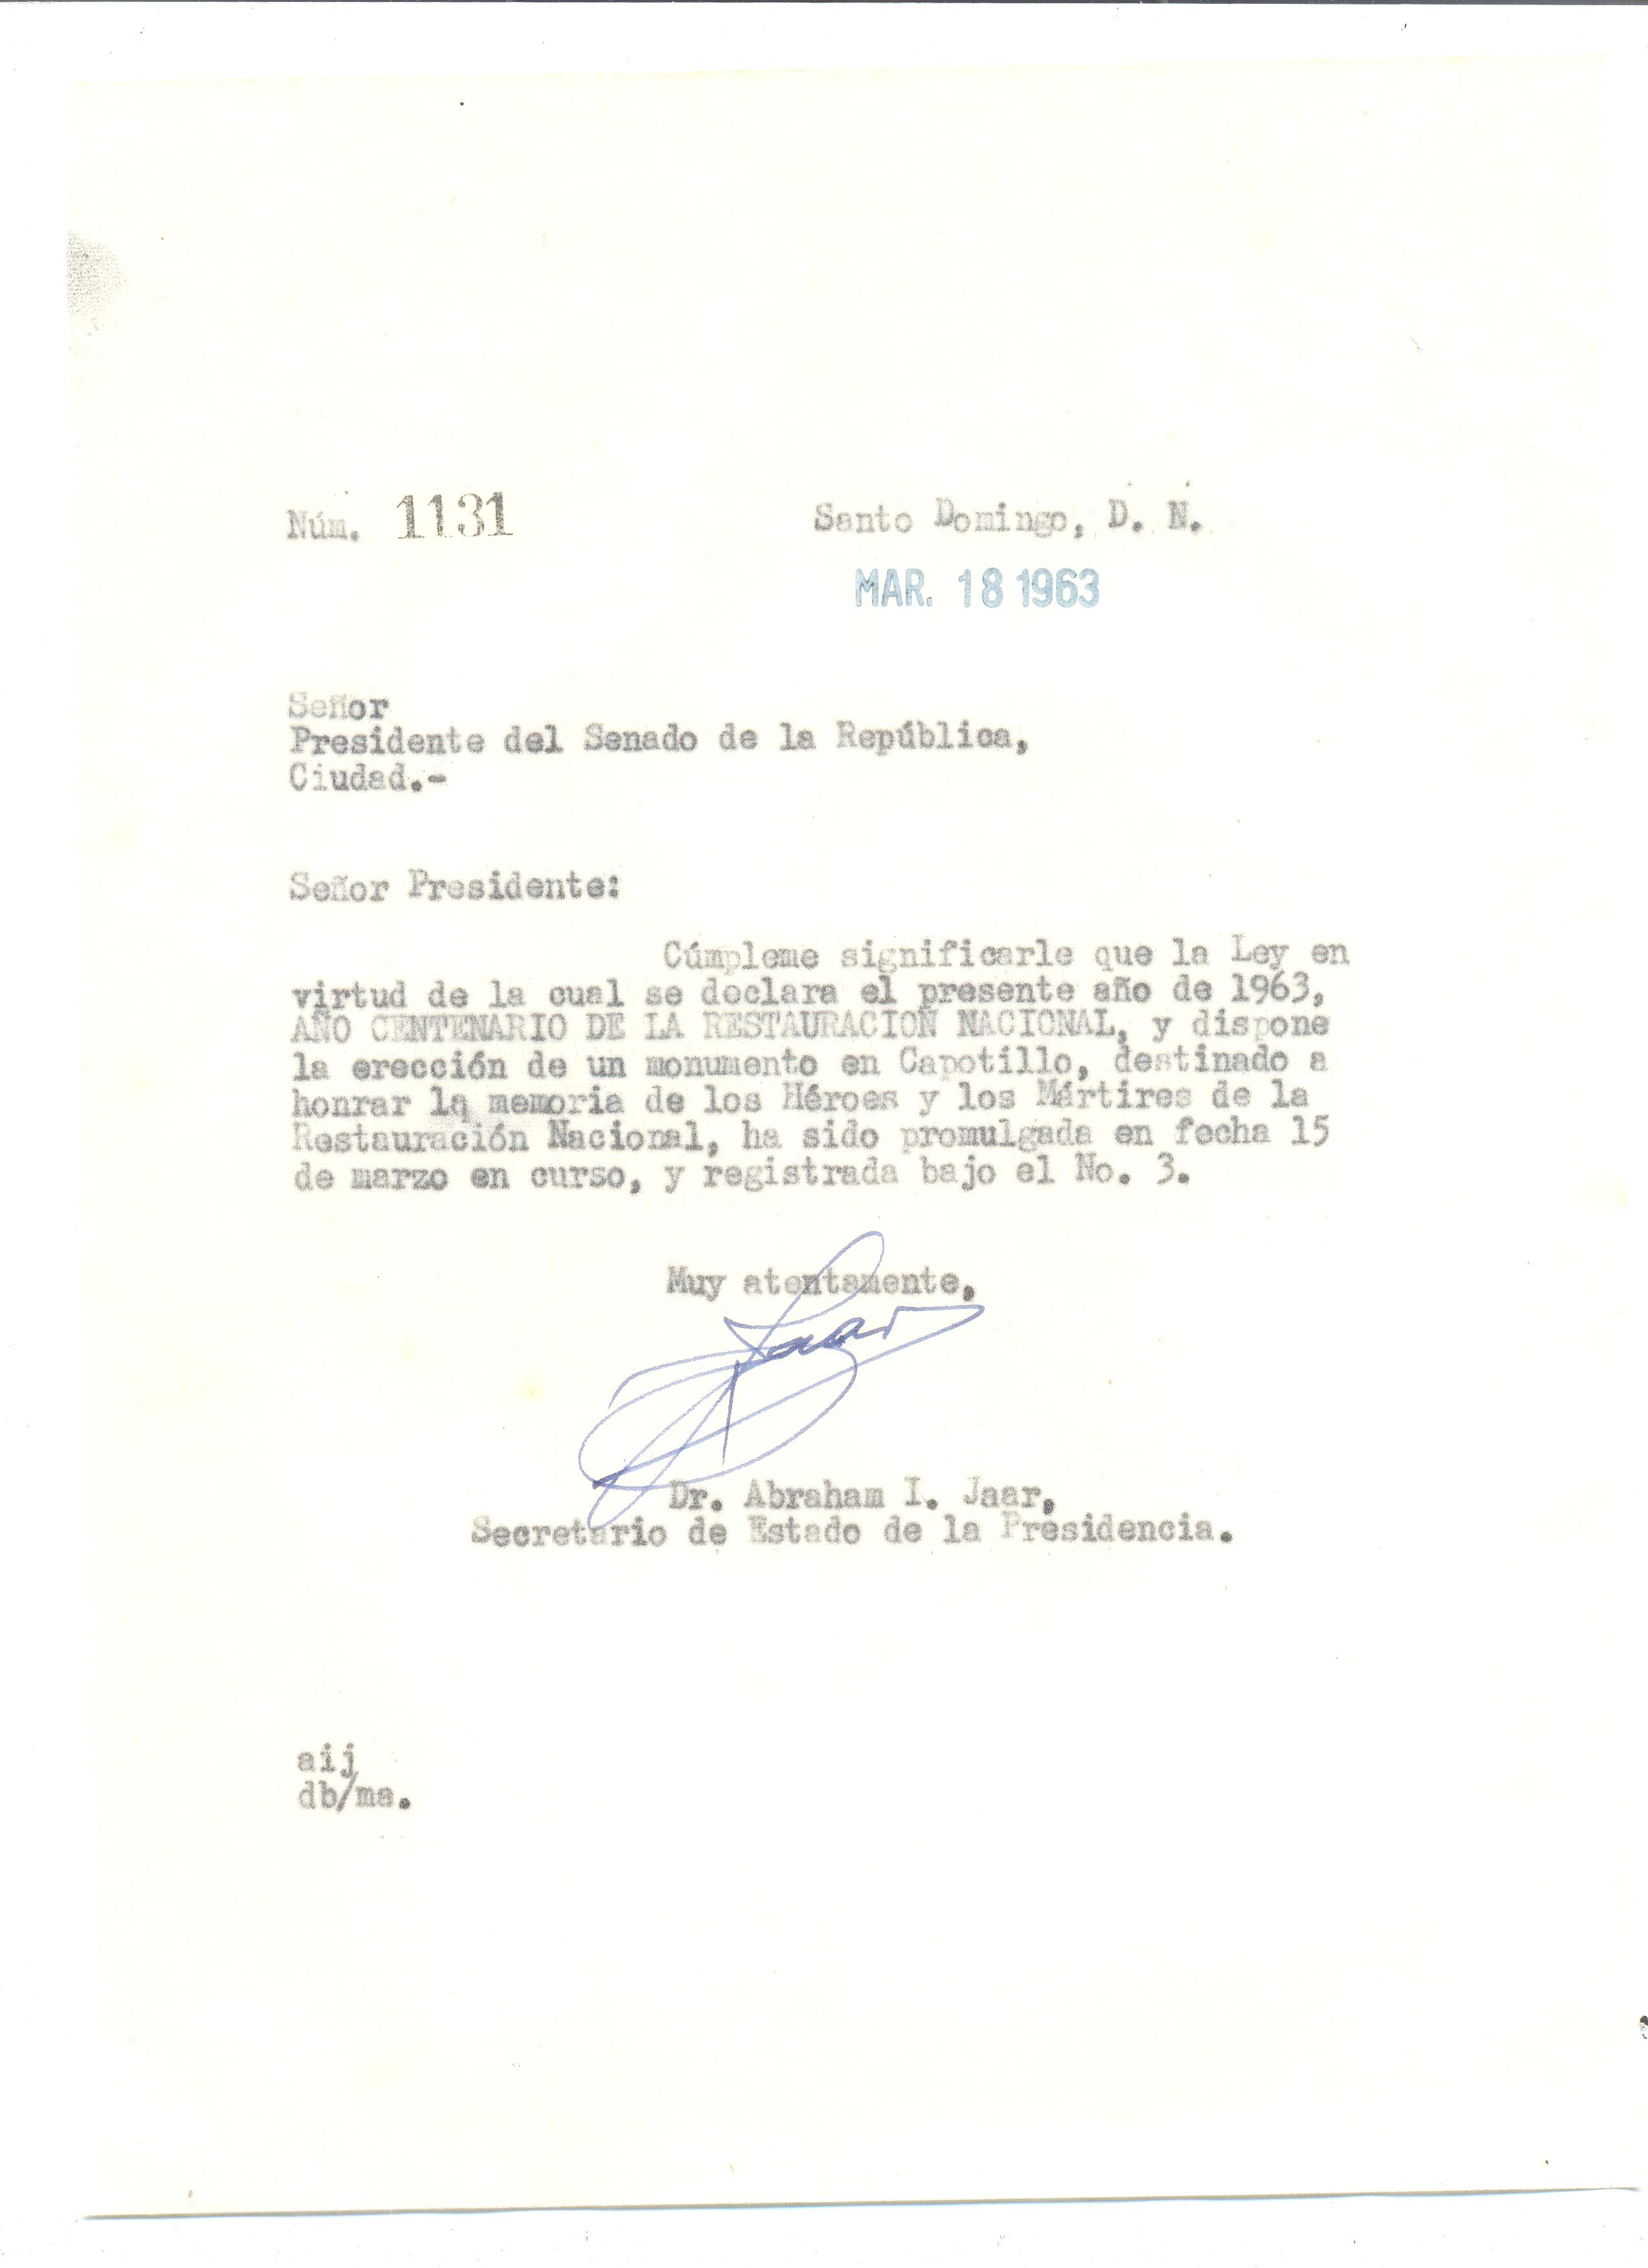 Núm. 1131
Santo Domingo, D. N.
MAR. 18 1963
Señor
Presidente del Senado de la República,
Ciudad.-
Señor Presidente:
Cúmpleme significarle que la Ley en
virtud de la cual se declara el presente año de 1963,
AÑO CENTENARIO DE LA RESTAURACION NACIONAL, y dispone
la erección de un monumento en Capotillo, destinado a
honrar la memoria de los Héroes y los Mártires de la
Restauración Nacional, ha sido promulgada en fecha 15
de marzo en curso, y registrada bajo el No. 3.
Muy atentamente,
Jaar
Dr. Abraham I. Jaar,
Secretario de Estado de la Presidencia.
aij
db/ma.